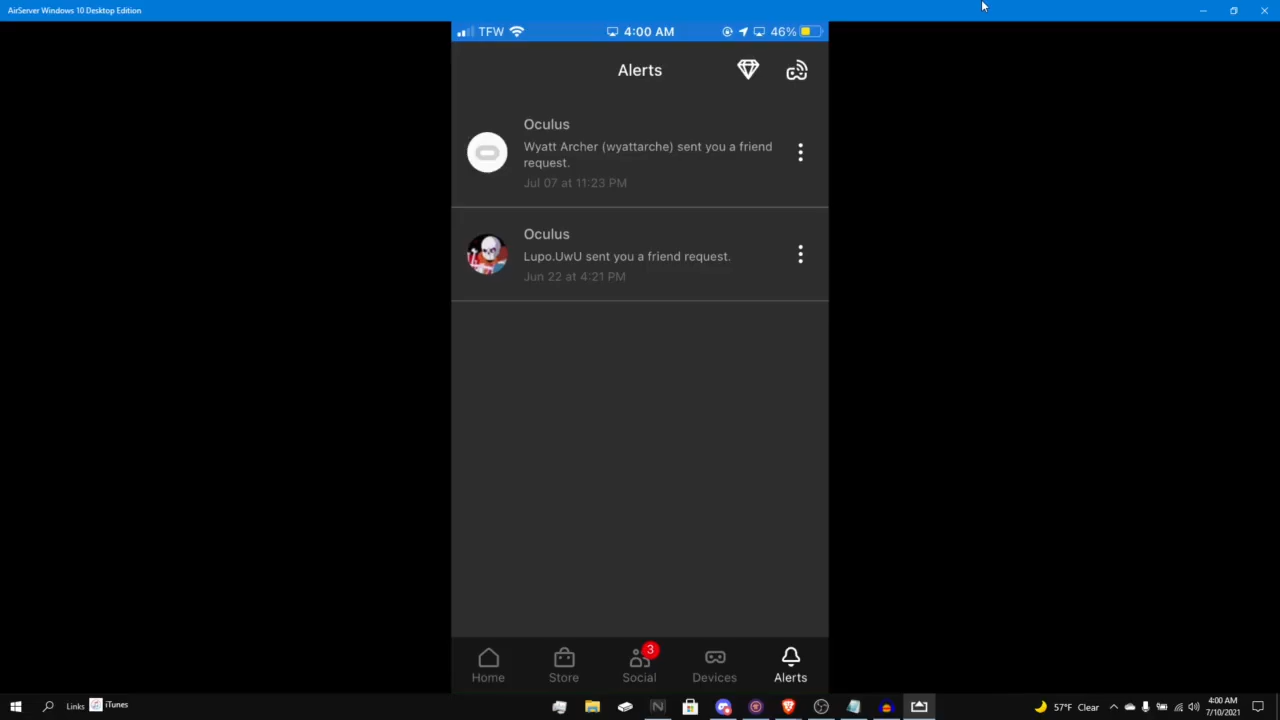 AirServer Windows 10 Desktop Edition
TFW
4:00 AM
46%
Alerts
Oculus
Wyatt Archer (wyattarche) sent you a friend
request.
Jul 07 at 11:23 PM
Oculus
Lupo.UwU sent you a friend request.
Jun 22 at 4:21 PM
3
Home
Store
Social
Devices
Alerts
Links
iTunes
57°F Clear
4:00 AM
7/10/2021